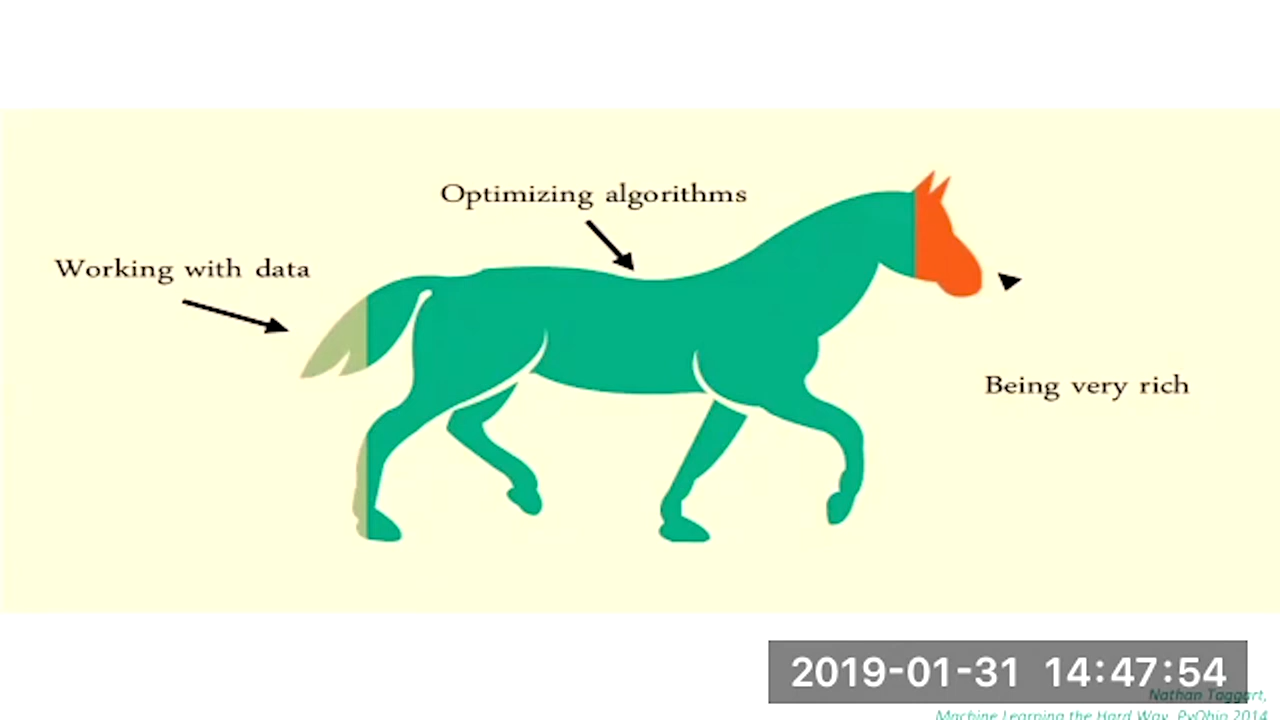 Optimizing algorithms
Working with data
Being very rich
2019-01-31 14:47:54
Nathan Taggart,
Machine Learning the Hard Way, PyOhio 2014